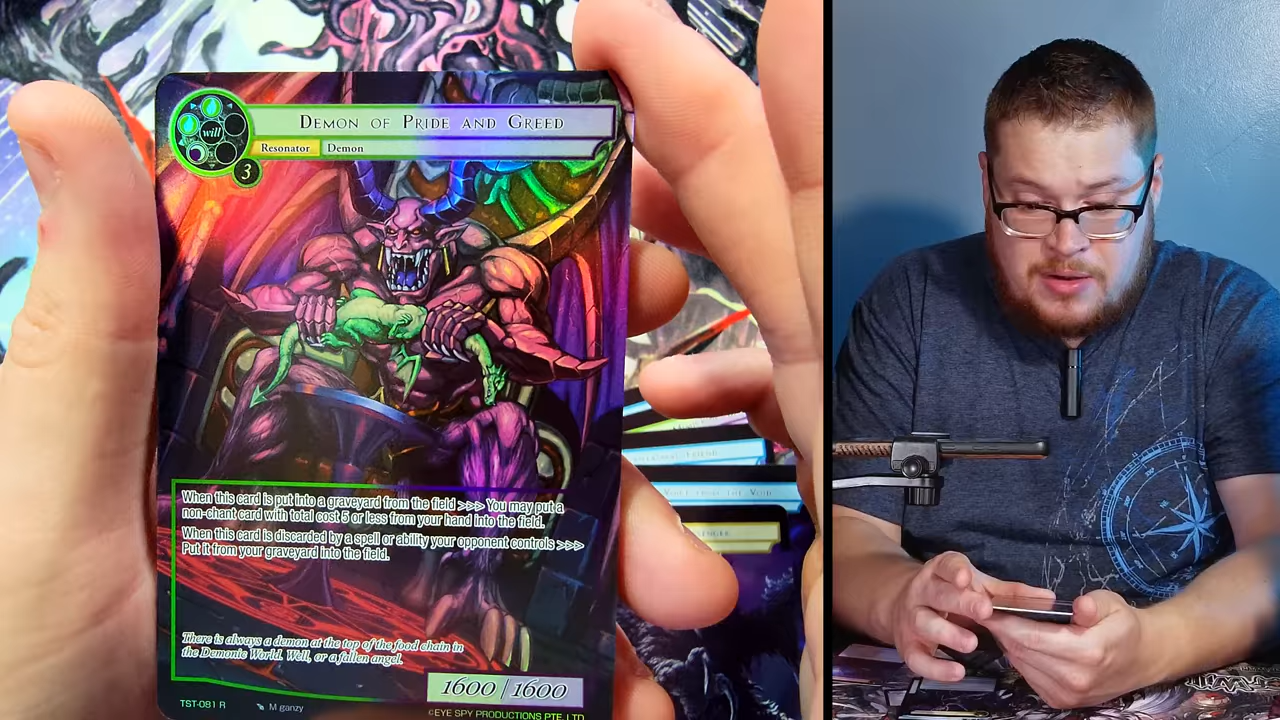 will
DEMON OF PRIDE AND GREED
Resonator Demon
3
When this card is put into a graveyard from the field >>> You may put a
non-chant card with total cost 5 or less from your hand into the field.
When this card is discarded by a spell or ability your opponent controls >>>
Put it from your graveyard into the field.
There is always a demon at the top of the food chain in
the Demonic World. Well, or a fallen angel.
1600 / 1600
TST-081 R M ganzy ©EYE SPY PRODUCTIONS PTE. LTD
FROM THE VOID